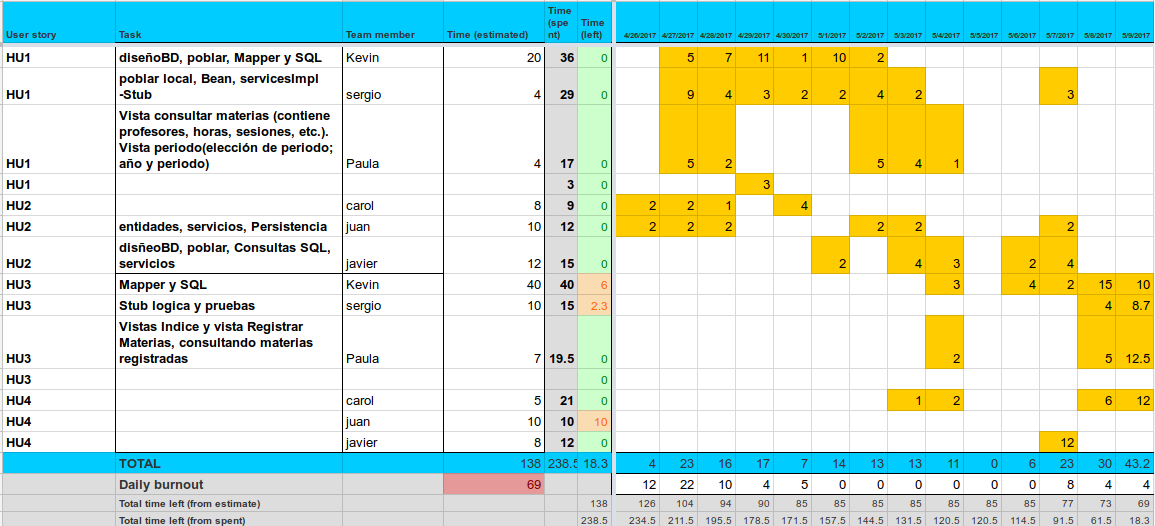 User story Task Team member Time (estimated) Time (spe nt) Time (left) 4/26/2017 4/27/2017 4/28/2017 4/29/2017 4/30/2017 5/1/2017 5/2/2017 5/3/2017 5/4/2017 5/5/2017 5/6/2017 5/7/2017 5/8/2017 5/9/2017
HU1 diseñoBD, poblar, Mapper y SQL Kevin 20 36 0 5 7 11 1 10 2
poblar local, Bean, servicesImpl
HU1 -Stub sergio 4 29 0 9 4 3 2 2 4 2 3
Vista consultar materias (contiene
profesores, horas, sesiones, etc.).
Vista periodo(elección de periodo;
HU1 año y periodo) Paula 4 17 0 5 2 5 4 1
HU1 3 0 3
HU2 carol 8 9 0 2 2 1 4
HU2 entidades, servicios, Persistencia juan 10 12 0 2 2 2 2 2 2
disñeoBD, poblar, Consultas SQL,
HU2 servicios javier 12 15 0 2 4 3 2 4
HU3 Mapper y SQL Kevin 40 40 6 3 4 2 15 10
HU3 Stub logica y pruebas sergio 10 15 2.3 4 8.7
Vistas Indice y vista Registrar
Materias, consultando materias
HU3 registradas Paula 7 19.5 0 2 5 12.5
HU3 0
HU4 carol 5 21 0 1 2 6 12
HU4 juan 10 10 10
HU4 javier 8 12 0 12
TOTAL 138 238.5 18.3 4 23 16 17 7 14 13 13 11 0 6 23 30 43.2
Daily burnout 69 12 22 10 4 5 0 0 0 0 0 0 8 4 4
Total time left (from estimate) 138 126 104 94 90 85 85 85 85 85 85 85 77 73 69
Total time left (from spent) 238.5 234.5 211.5 195.5 178.5 171.5 157.5 144.5 131.5 120.5 120.5 114.5 91.5 61.5 18.3